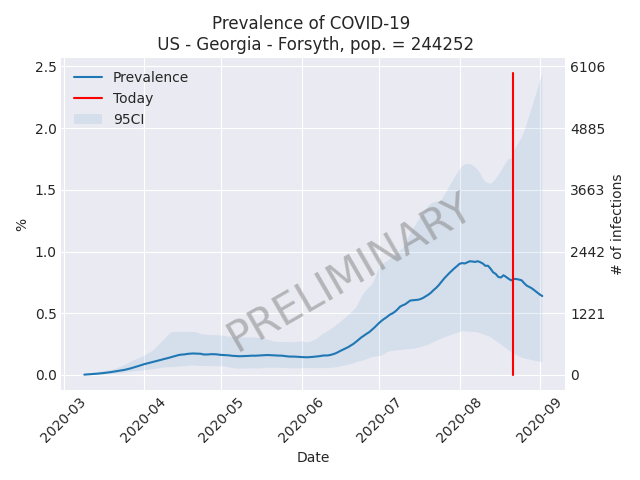 Prevalence of COVID-19
US - Georgia - Forsyth, pop. = 244252
2.5
2.0
1.5
1.0
0.5
0.0
%
Prevalence
Today
95CI
PRELIMINARY
6106
4885
3663
2442
1221
0
# of infections
2020-03
2020-04
2020-05
2020-06
2020-07
2020-08
2020-09
Date